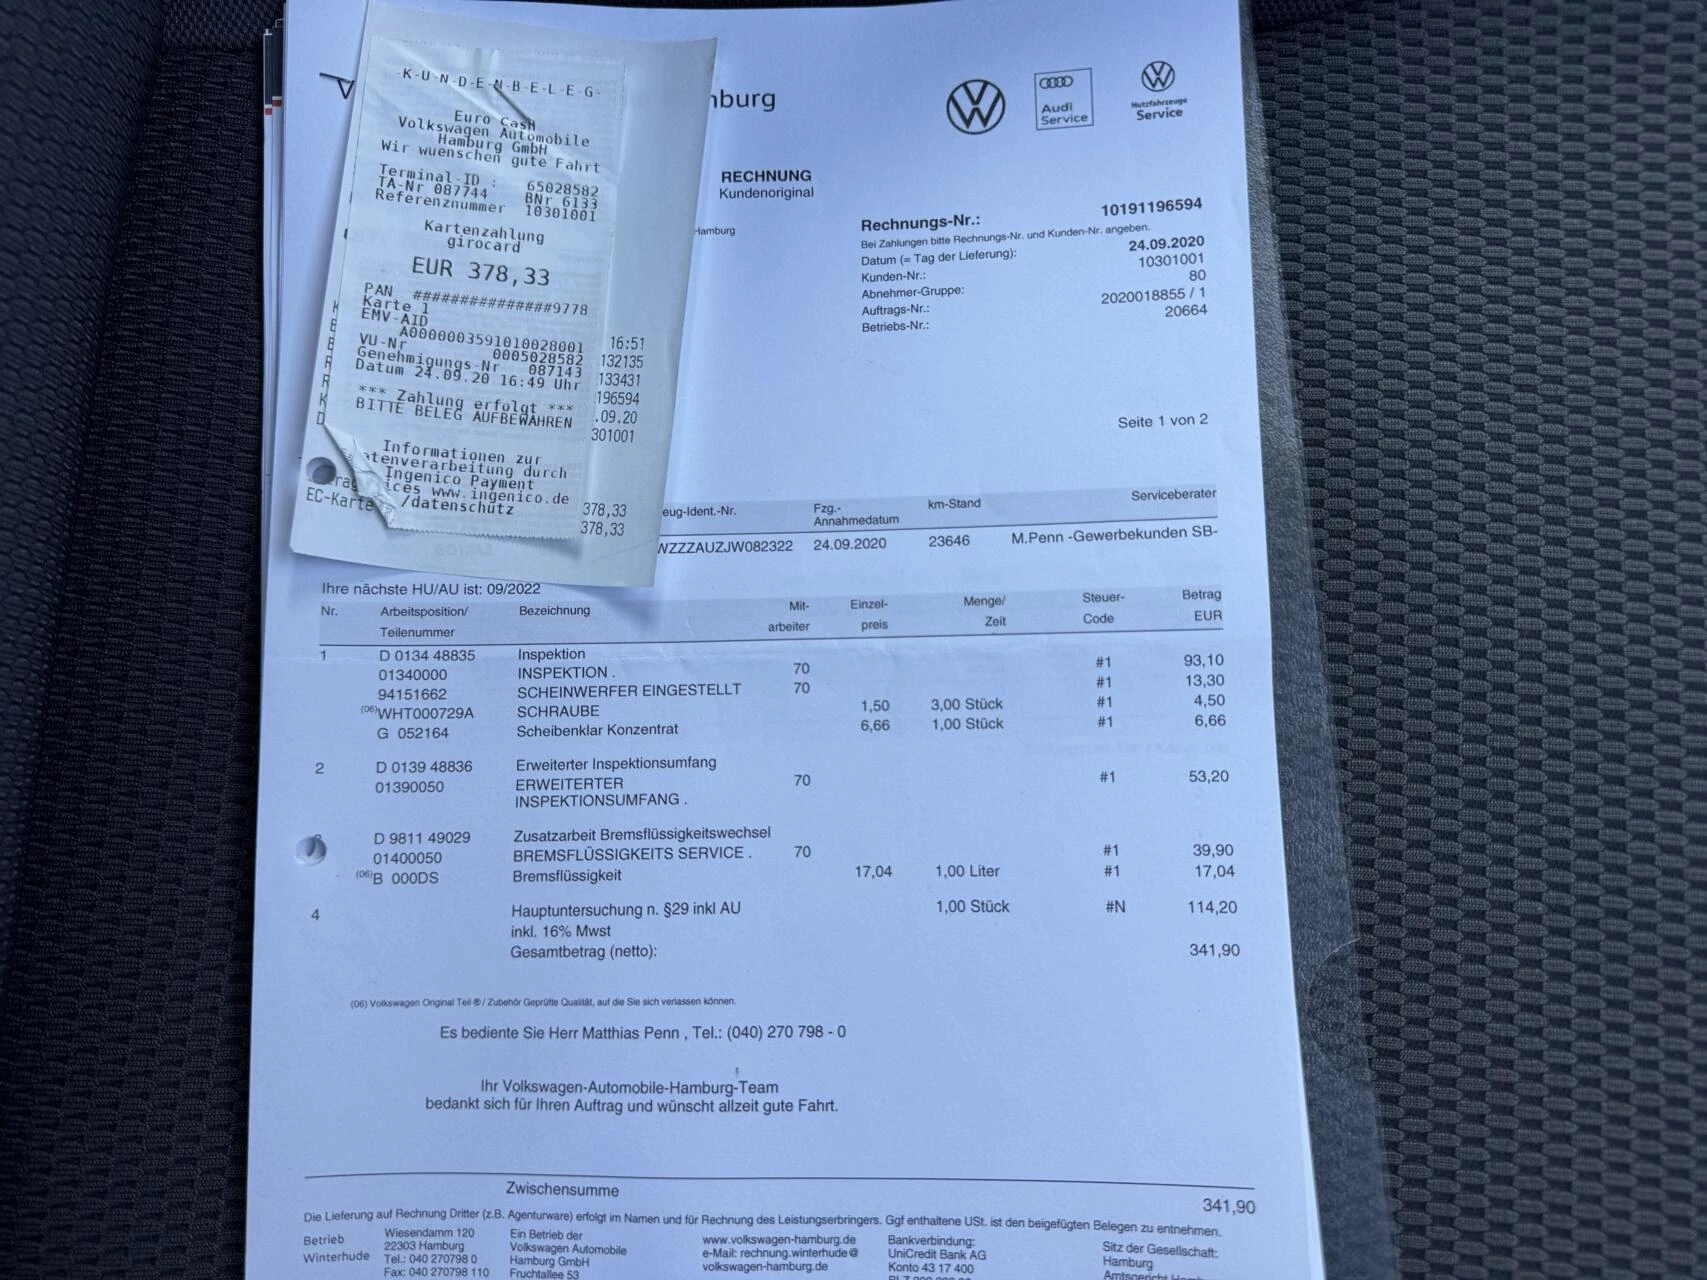 -K-U-N-D-E-N-B-E-L-E-G-
Euro Cash
Volkswagen Automobile
Hamburg GmbH
Wir wuenschen gute Fahrt
Terminal-ID : 65028582
TA-Nr 087744 BNr 6133
Referenznummer 10301001
Kartenzahlung
girocard
EUR 378,33
PAN ##############9778
Karte 1
EMV-AID
A0000003591010028001
VU-Nr 0005028582
Genehmigungs-Nr 087143
Datum 24.09.20 16:49 Uhr
*** Zahlung erfolgt ***
BITTE BELEG AUFBEWAHREN
Informationen zur
atenverarbeitung durch
Ingenico Payment
ices www.ingenico.de
/datenschutz
16:51
132135
133431
196594
.09.20
301001
378,33
EC-Karte 378,33
nburg
Audi
Service
Nutzfahrzeuge
Service
RECHNUNG
Kundenoriginal
Hamburg
Rechnungs-Nr.: 10191196594
Bei Zahlungen bitte Rechnungs-Nr. und Kunden-Nr. angeben.
Datum (= Tag der Lieferung): 24.09.2020
Kunden-Nr.: 10301001
Abnehmer-Gruppe: 80
Auftrags-Nr.: 2020018855 / 1
Betriebs-Nr.: 20664
Seite 1 von 2
eug-Ident.-Nr. Fzg.-Annahmedatum km-Stand Serviceberater
WZZZAUZJW082322 24.09.2020 23646 M.Penn -Gewerbekunden SB-
Ihre nächste HU/AU ist: 09/2022
Nr. Arbeitsposition/ Bezeichnung Mit- Einzel- Menge/ Steuer- Betrag
Teilenummer arbeiter preis Zeit Code EUR
1 D 0134 48835 Inspektion
01340000 INSPEKTION . 70 #1 93,10
94151662 SCHEINWERFER EINGESTELLT 70 #1 13,30
(06)WHT000729A SCHRAUBE 1,50 3,00 Stück #1 4,50
G 052164 Scheibenklar Konzentrat 6,66 1,00 Stück #1 6,66
2 D 0139 48836 Erweiterter Inspektionsumfang
01390050 ERWEITERTER 70 #1 53,20
INSPEKTIONSUMFANG .
D 9811 49029 Zusatzarbeit Bremsflüssigkeitswechsel
01400050 BREMSFLÜSSIGKEITS SERVICE . 70 #1 39,90
(06)B 000DS Bremsflüssigkeit 17,04 1,00 Liter #1 17,04
4 Hauptuntersuchung n. §29 inkl AU 1,00 Stück #N 114,20
inkl. 16% Mwst
Gesamtbetrag (netto): 341,90
(06) Volkswagen Original Teil ® / Zubehör Geprüfte Qualität, auf die Sie sich verlassen können.
Es bediente Sie Herr Matthias Penn , Tel.: (040) 270 798 - 0
Ihr Volkswagen-Automobile-Hamburg-Team
bedankt sich für Ihren Auftrag und wünscht allzeit gute Fahrt.
Zwischensumme 341,90
Die Lieferung auf Rechnung Dritter (z.B. Agenturware) erfolgt im Namen und für Rechnung des Leistungserbringers. Ggf enthaltene USt. ist den beigefügten Belegen zu entnehmen.
Betrieb
Winterhude
Wiesendamm 120
22303 Hamburg
Tel.: 040 270798 0
Fax: 040 270798 110
Ein Betrieb der
Volkswagen Automobile
Hamburg GmbH
Fruchtallee 53
www.volkswagen-hamburg.de
e-Mail: rechnung.winterhude@
volkswagen-hamburg.de
Bankverbindung:
UniCredit Bank AG
Konto 43 17 400
Sitz der Gesellschaft:
Hamburg